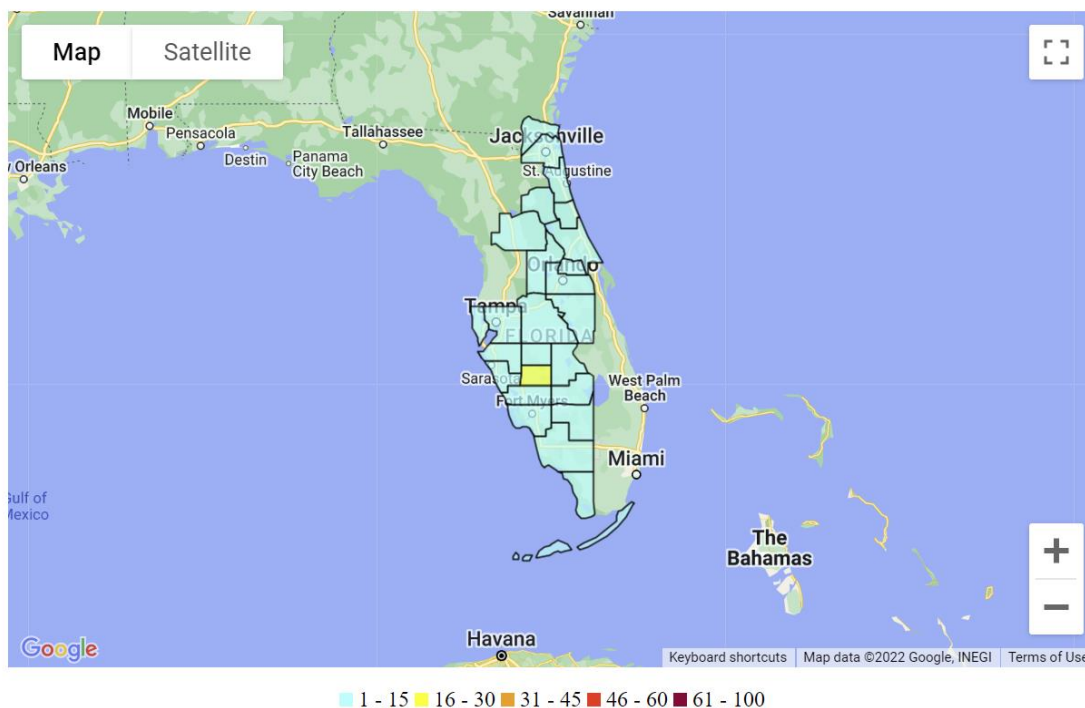 Savannah
Map
Satellite
Mobile
Pensacola
Tallahassee
Jacksonville
Orleans
Destin
Panama
City Beach
St. Augustine
Orlando
Tampa
FLORIDA
Sarasota
West Palm
Beach
Fort Myers
Miami
Gulf of
Mexico
The
Bahamas
Havana
Google
Keyboard shortcuts
Map data ©2022 Google, INEGI
Terms of Use
1 - 15 16 - 30 31 - 45 46 - 60 61 - 100